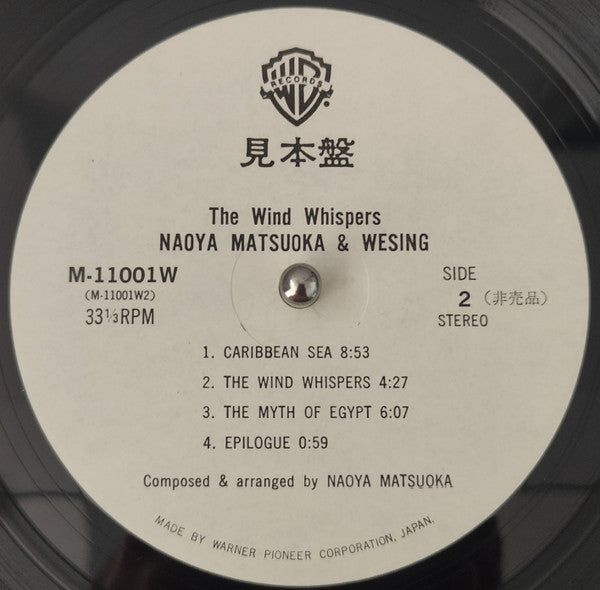 WB
RECORDS
見本盤
The Wind Whispers
NAOYA MATSUOKA & WESING
M-11001W
(M-11001W2)
33⅓RPM
SIDE
2 (非売品)
STEREO
1. CARIBBEAN SEA 8:53
2. THE WIND WHISPERS 4:27
3. THE MYTH OF EGYPT 6:07
4. EPILOGUE 0:59
Composed & arranged by NAOYA MATSUOKA
MADE BY WARNER PIONEER CORPORATION, JAPAN.